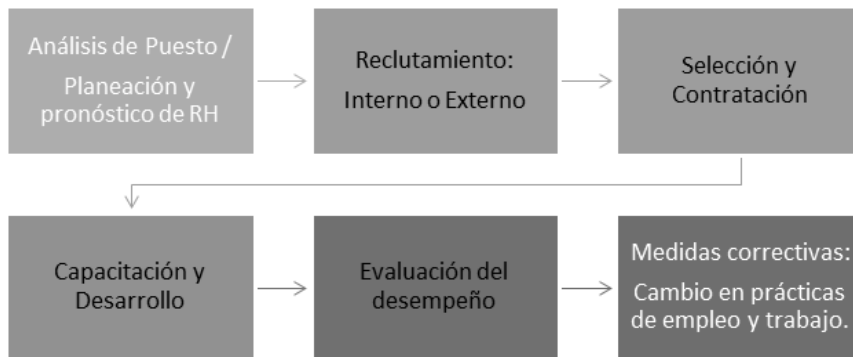 Análisis de Puesto /
Planeación y
pronóstico de RH
Reclutamiento:
Interno o Externo
Selección y
Contratación
Capacitación y
Desarrollo
Evaluación del
desempeño
Medidas correctivas:
Cambio en prácticas
de empleo y trabajo.